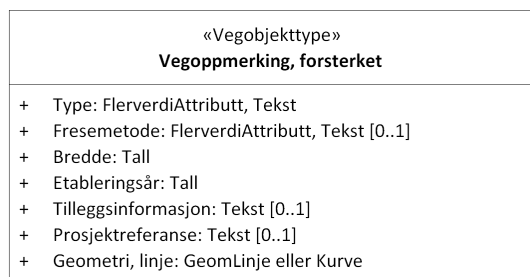 «Vegobjekttype»
Vegoppmerking, forsterket
+ Type: FlerverdiAttributt, Tekst
+ Fresemetode: FlerverdiAttributt, Tekst [0..1]
+ Bredde: Tall
+ Etableringsår: Tall
+ Tilleggsinformasjon: Tekst [0..1]
+ Prosjektreferanse: Tekst [0..1]
+ Geometri, linje: GeomLinje eller Kurve